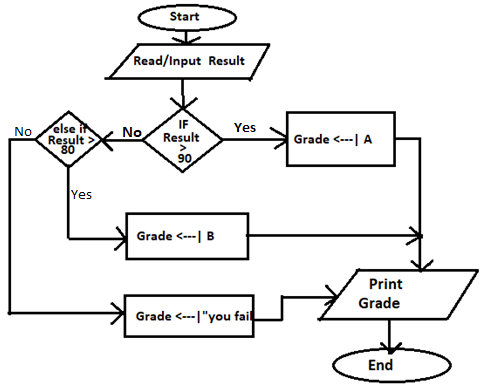 Start
Read/Input Result
No
else if
Result >
80
No
IF
Result
>
90
Yes
Grade <---| A
Yes
Grade <---| B
Print
Grade
Grade <---|"you fail
End